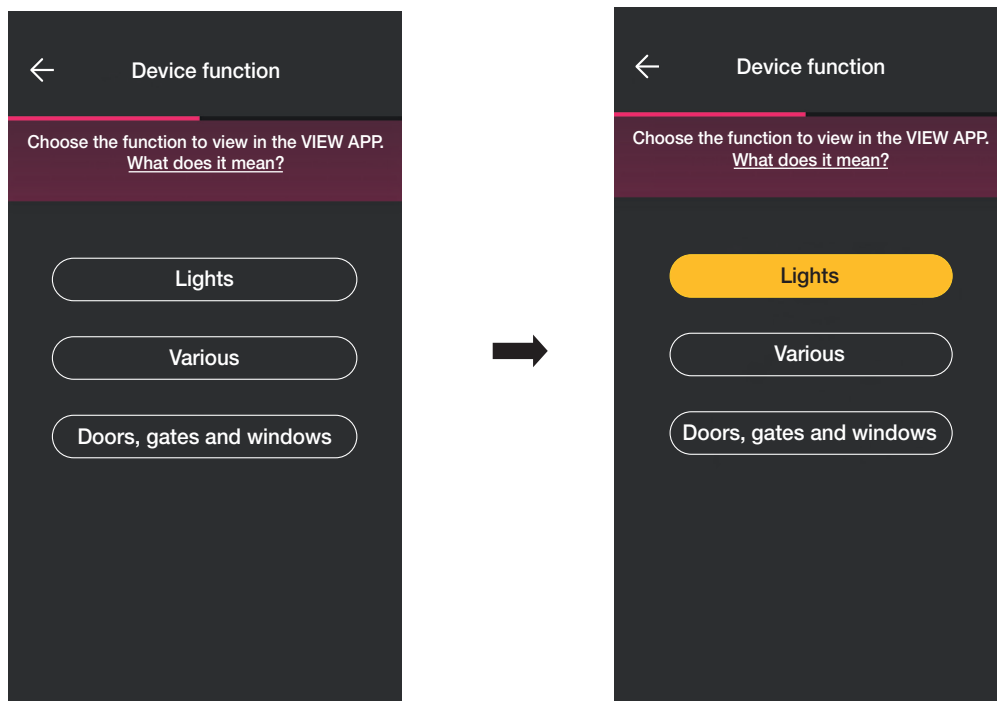 Device function
Choose the function to view in the VIEW APP.
What does it mean?
Lights
Various
Doors, gates and windows
Device function
Choose the function to view in the VIEW APP.
What does it mean?
Lights
Various
Doors, gates and windows